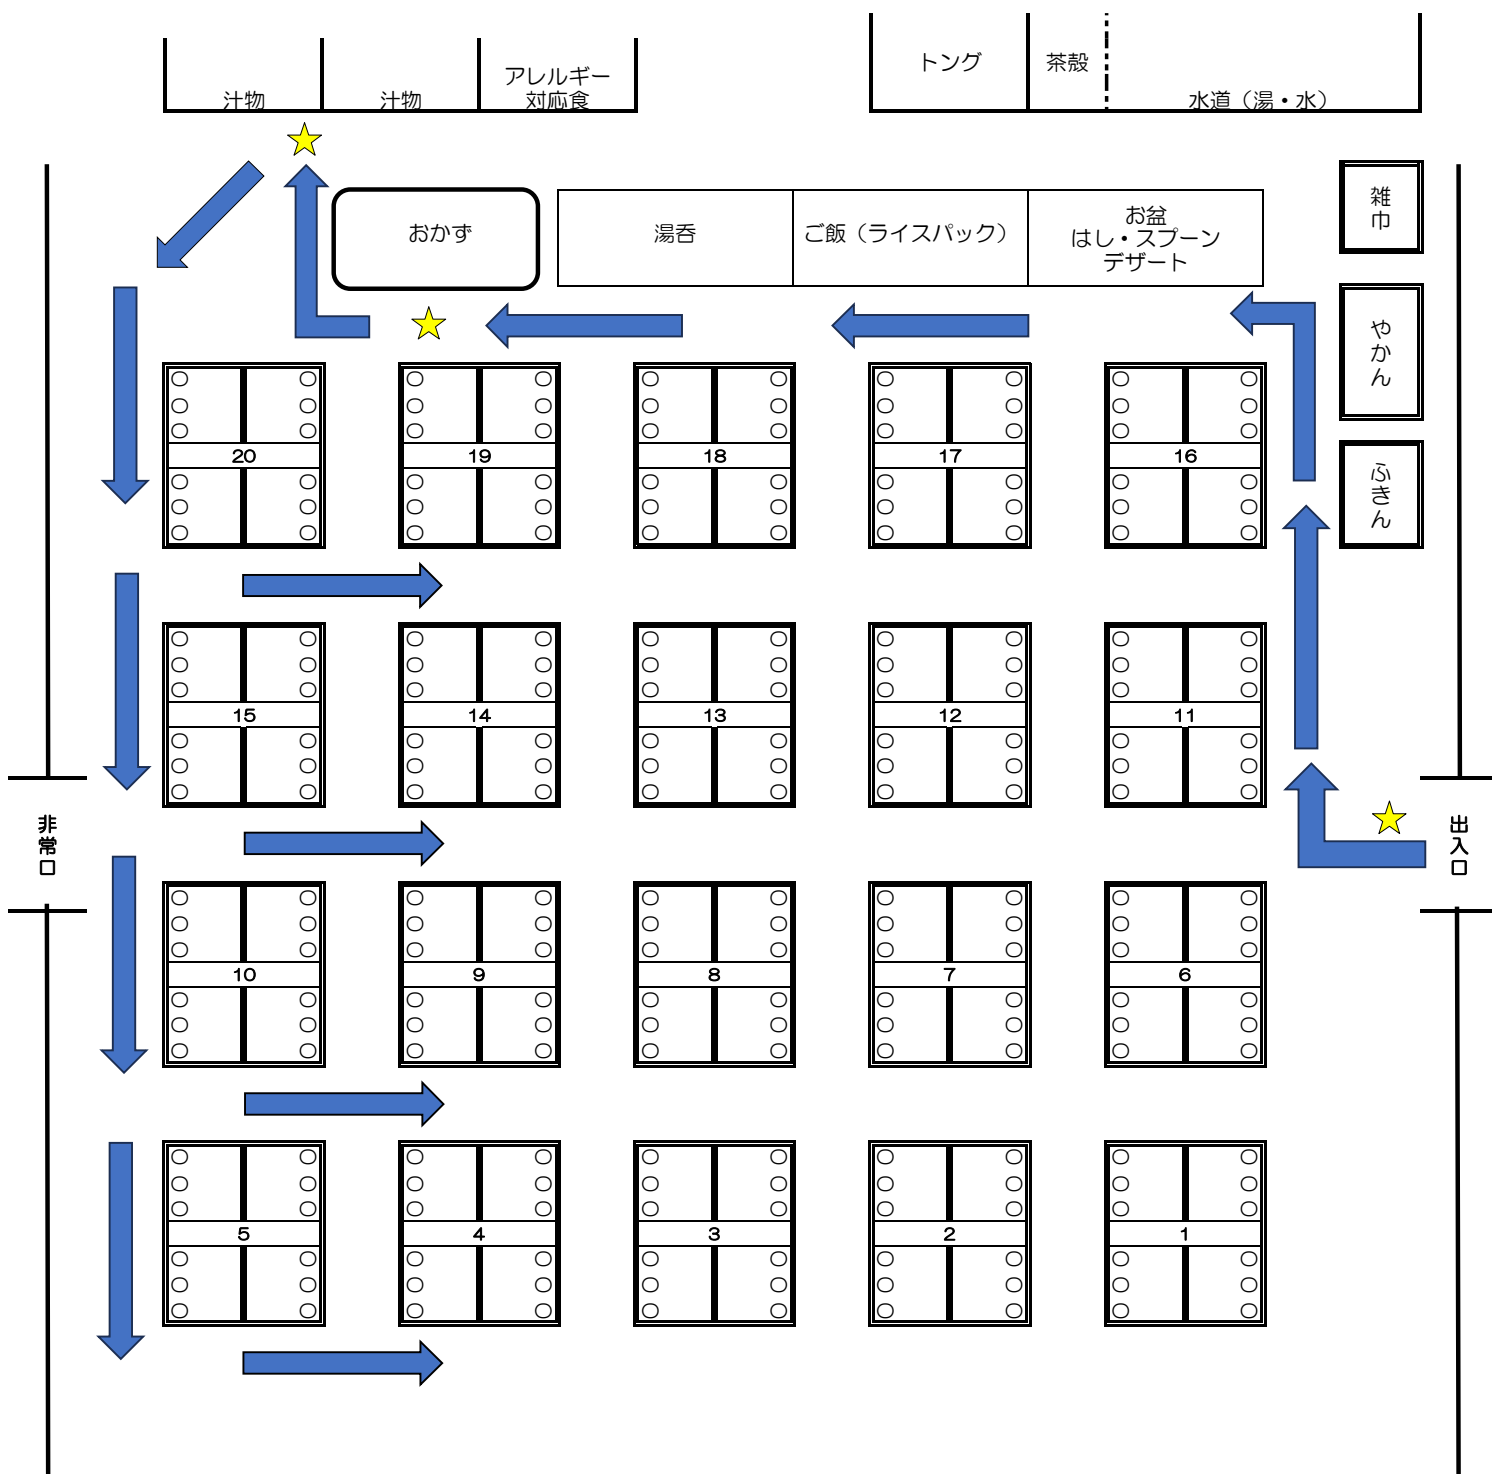 トング
茶殻
アレルギー
対応食
汁物
汁物
水道（湯・水）
おかず
湯呑
ご飯（ライスパック）
お盆
はし・スプーン
デザート
雑巾
やかん
ふきん
20
19
18
17
16
15
14
13
12
11
非常口
出入口
10
9
8
7
6
5
4
3
2
1